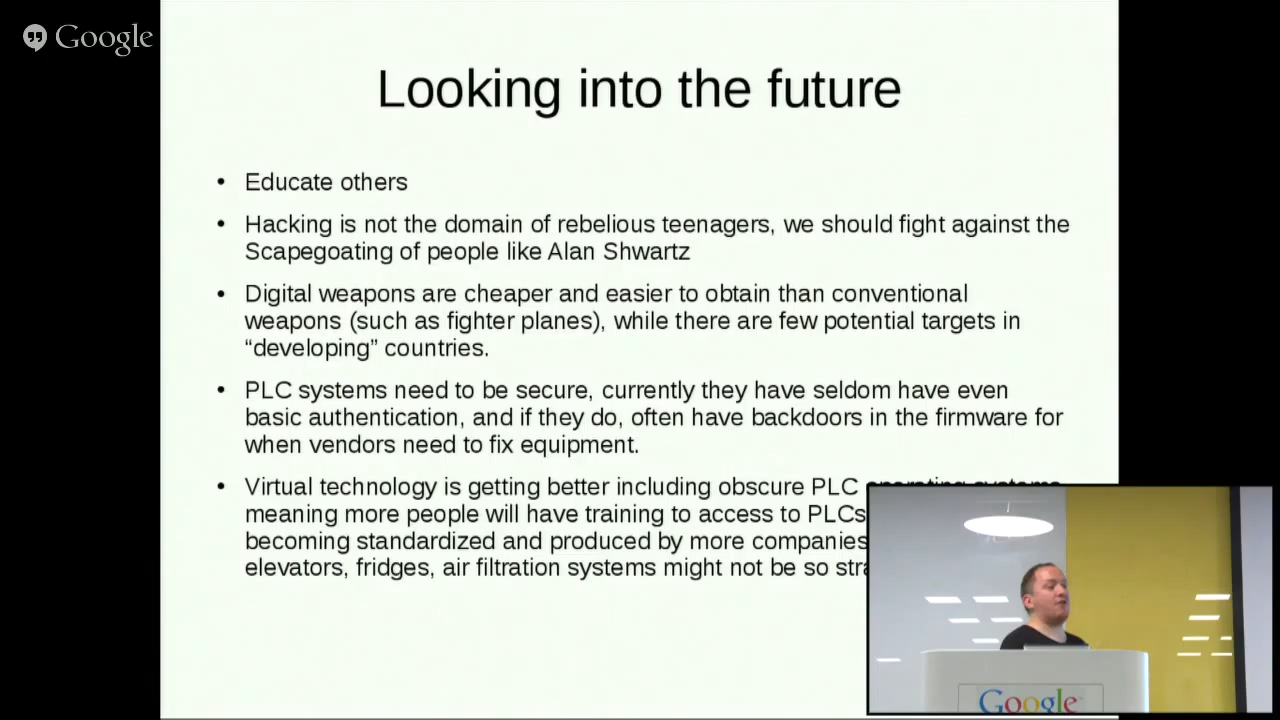 Google
Looking into the future
• Educate others
• Hacking is not the domain of rebelious teenagers, we should fight against the
Scapegoating of people like Alan Shwartz
• Digital weapons are cheaper and easier to obtain than conventional
weapons (such as fighter planes), while there are few potential targets in
“developing” countries.
• PLC systems need to be secure, currently they have seldom have even
basic authentication, and if they do, often have backdoors in the firmware for
when vendors need to fix equipment.
• Virtual technology is getting better including obscure PLC operating systems
meaning more people will have training to access to PLCs
becoming standardized and produced by more companies
elevators, fridges, air filtration systems might not be so
Google